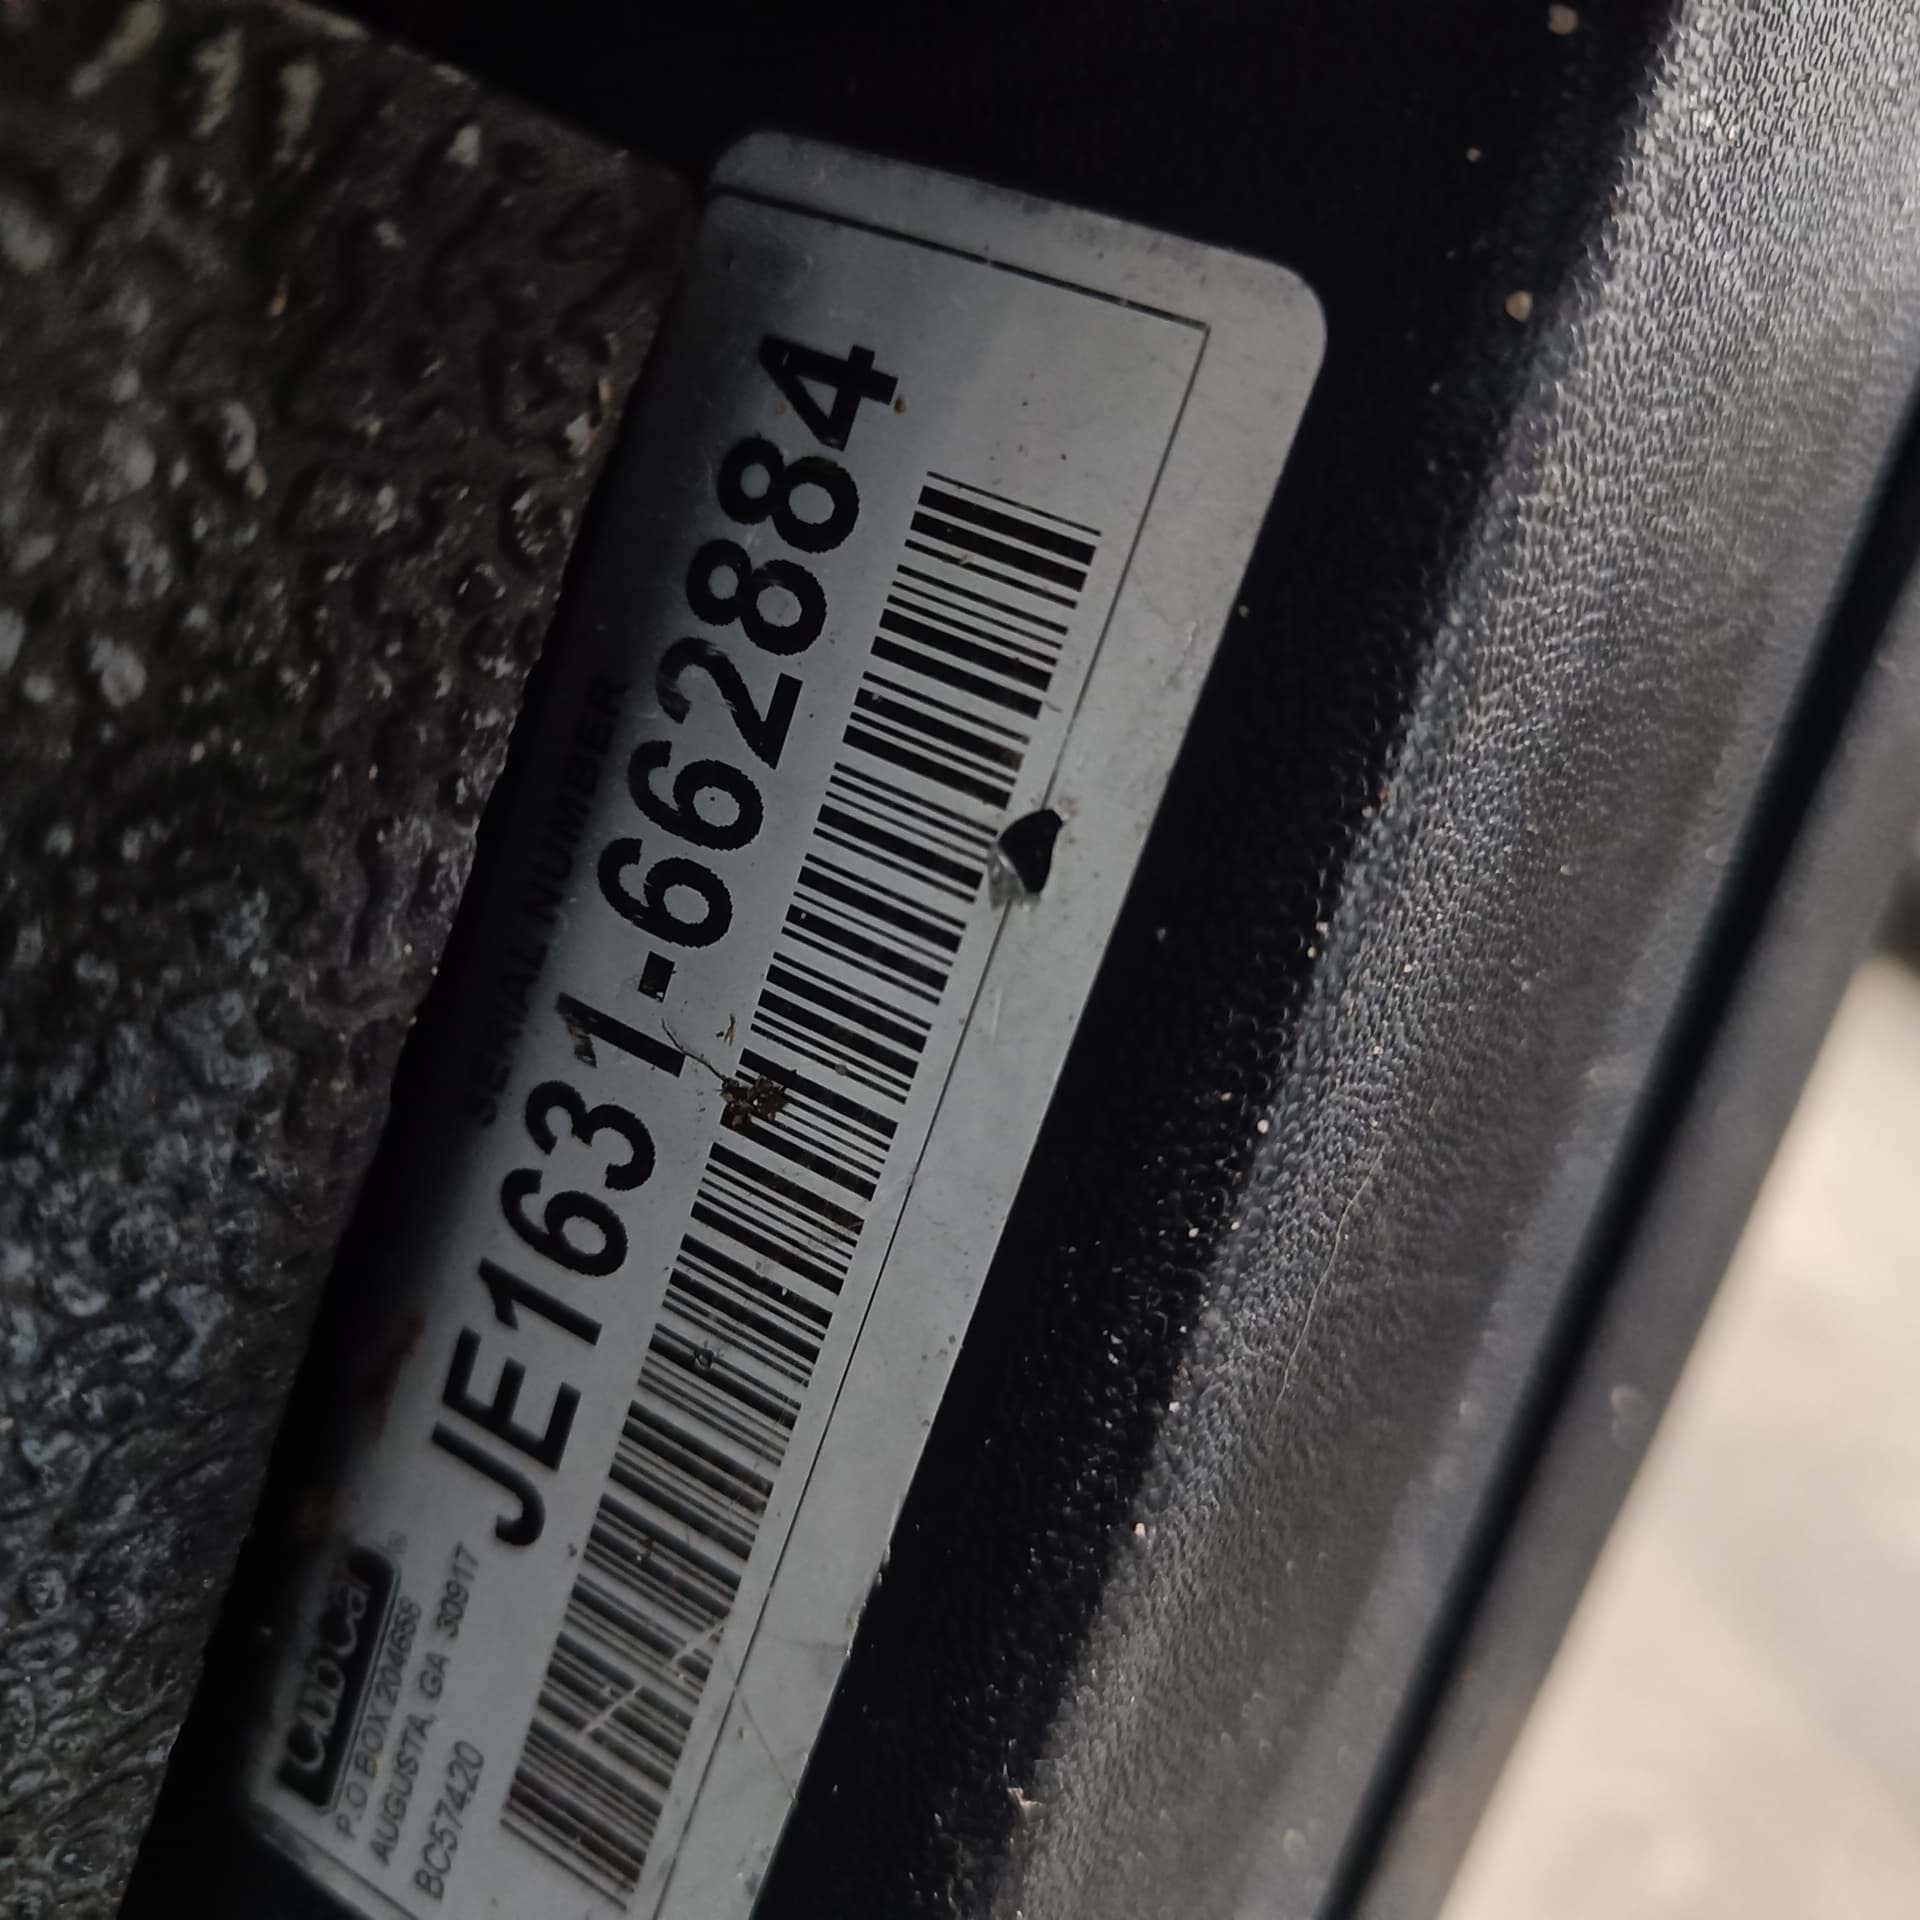 SERIAL NUMBER
JE1631-662884
Club Car
P.O BOX 204658
AUGUSTA, GA 30917
BC57420